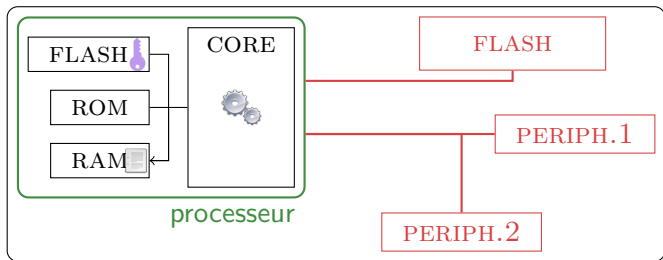 FLASH
CORE
ROM
RAM
processeur
FLASH
PERIPH.1
PERIPH.2